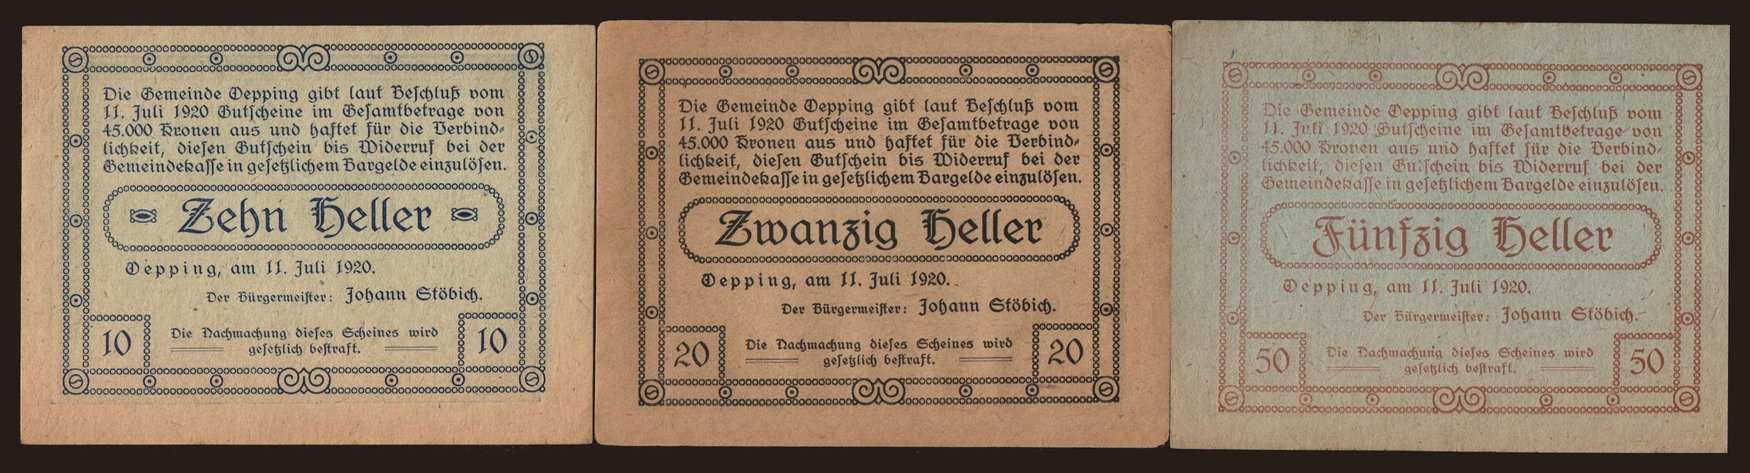 Die Gemeinde Oepping gibt laut Beschluß vom
11. Juli 1920 Gutscheine im Gesamtbetrage von
45.000 Kronen aus und haftet für die Verbind-
lichkeit, diesen Gutschein bis Widerruf bei der
Gemeindekasse in gesetzlichem Bargelde einzulösen.
Zehn Heller
Oepping, am 11. Juli 1920.
Der Bürgermeister: Johann Stöbich.
10
Die Nachmachung dieses Scheines wird
gesetzlich bestraft.
10
Die Gemeinde Oepping gibt laut Beschluß vom
11. Juli 1920 Gutscheine im Gesamtbetrage von
45.000 Kronen aus und haftet für die Verbind-
lichkeit, diesen Gutschein bis Widerruf bei der
Gemeindekasse in gesetzlichem Bargelde einzulösen.
Zwanzig Heller
Oepping, am 11. Juli 1920.
Der Bürgermeister: Johann Stöbich.
20
Die Nachmachung dieses Scheines wird
gesetzlich bestraft.
20
Die Gemeinde Oepping gibt laut Beschluß vom
11. Juli 1920 Gutscheine im Gesamtbetrage von
45.000 Kronen aus und haftet für die Verbind-
lichkeit, diesen Gutschein bis Widerruf bei der
Gemeindekasse in gesetzlichem Bargelde einzulösen.
Fünfzig Heller
Oepping, am 11. Juli 1920.
Der Bürgermeister: Johann Stöbich.
50
Die Nachmachung dieses Scheines wird
gesetzlich bestraft.
50